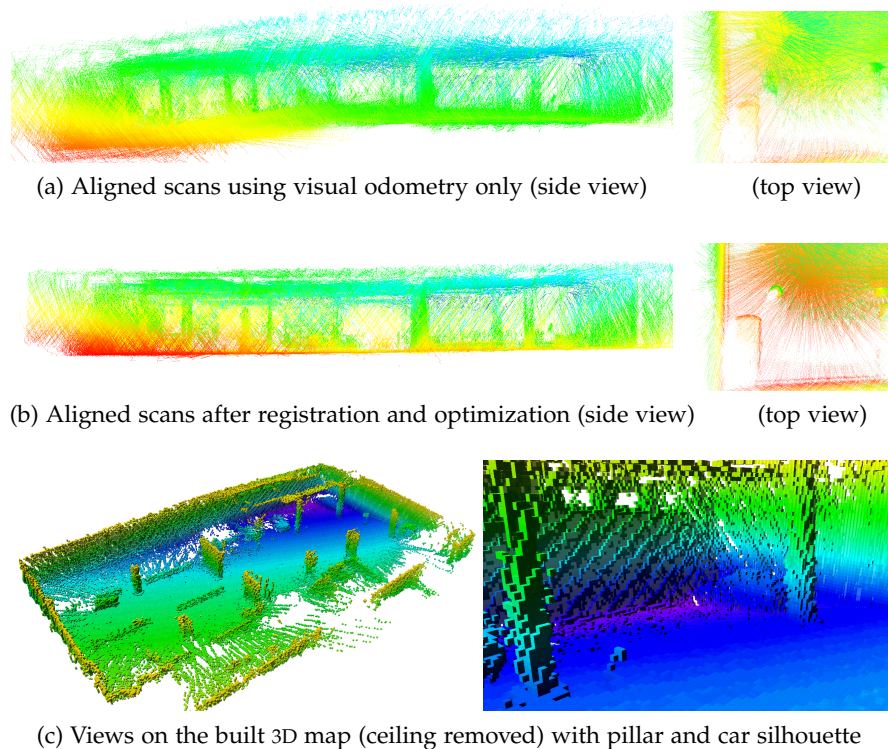 (a) Aligned scans using visual odometry only (side view) (top view)
(b) Aligned scans after registration and optimization (side view) (top view)
(c) Views on the built 3D map (ceiling removed) with pillar and car silhouette